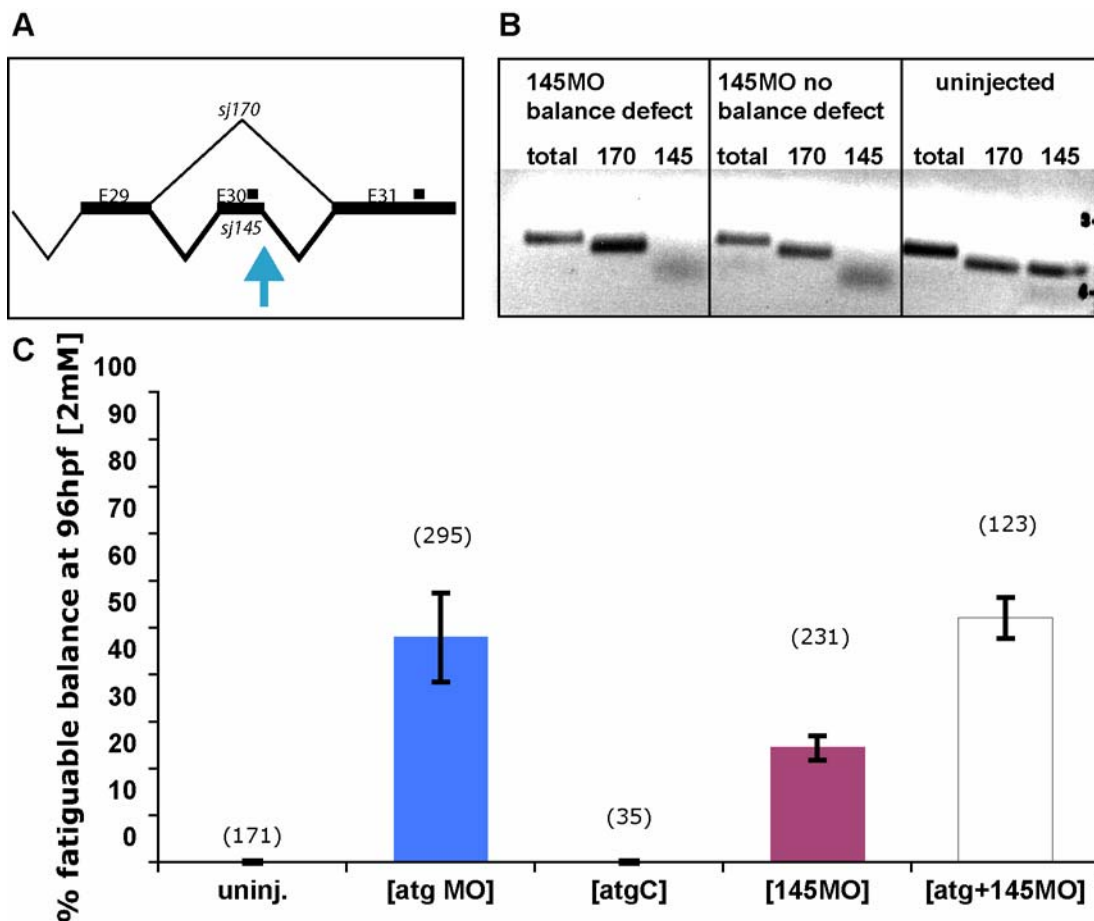 A
sj170
E29
E30
E31
sj145
B
145MO balance defect
145MO no balance defect
uninjected
total 170 145
total 170 145
total 170 145
C
% fatiguable balance at 96hpf [2mM]
100
90
80
70
60
50
40
30
20
10
0
(171)
(295)
(35)
(231)
(123)
uninj.
[atg MO]
[atgC]
[145MO]
[atg+145MO]